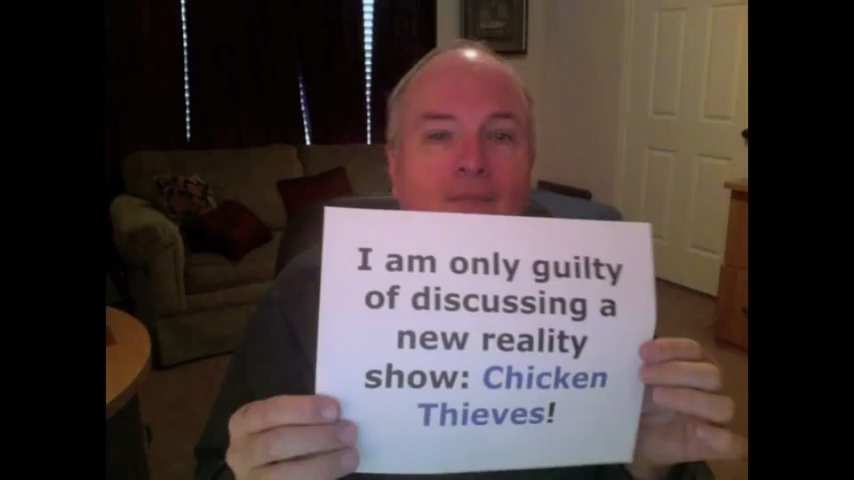 I am only guilty
of discussing a
new reality
show: Chicken
Thieves!